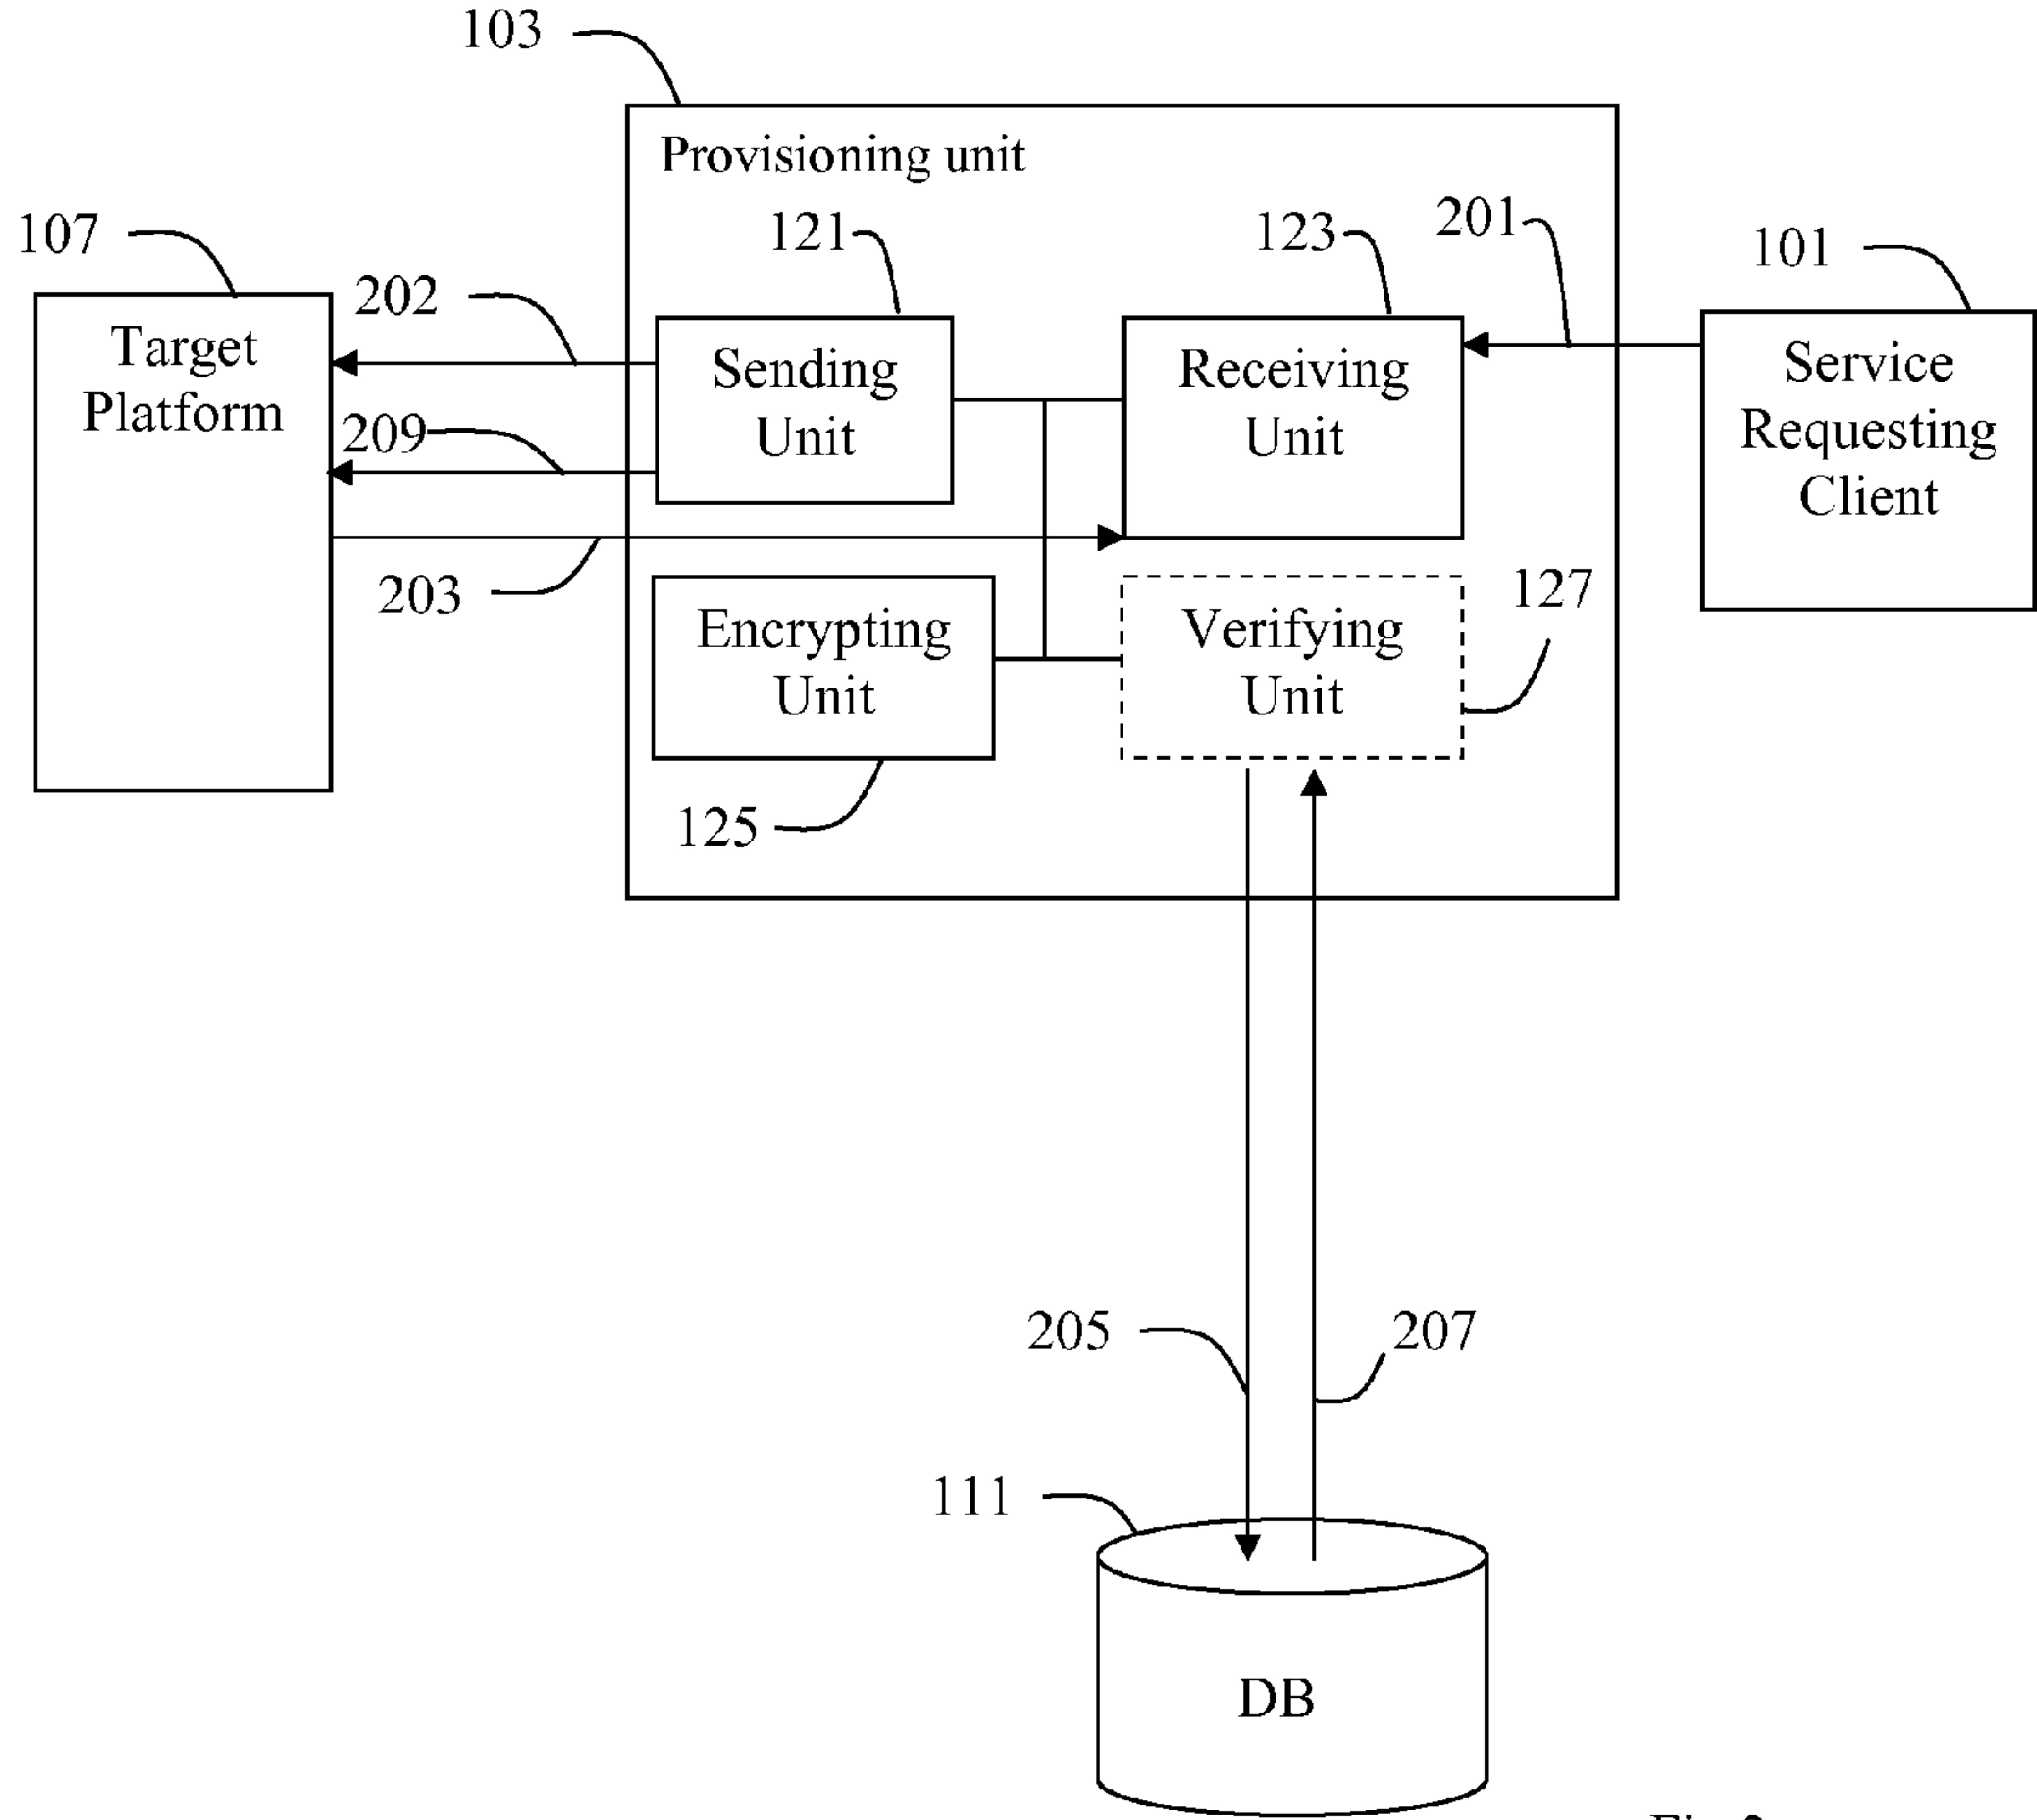 103
Provisioning unit
107
121
123
201
101
202
Target
Platform
Sending
Unit
Receiving
Unit
Service
Requesting
Client
209
203
127
Encrypting
Unit
Verifying
Unit
125
205
207
111
DB